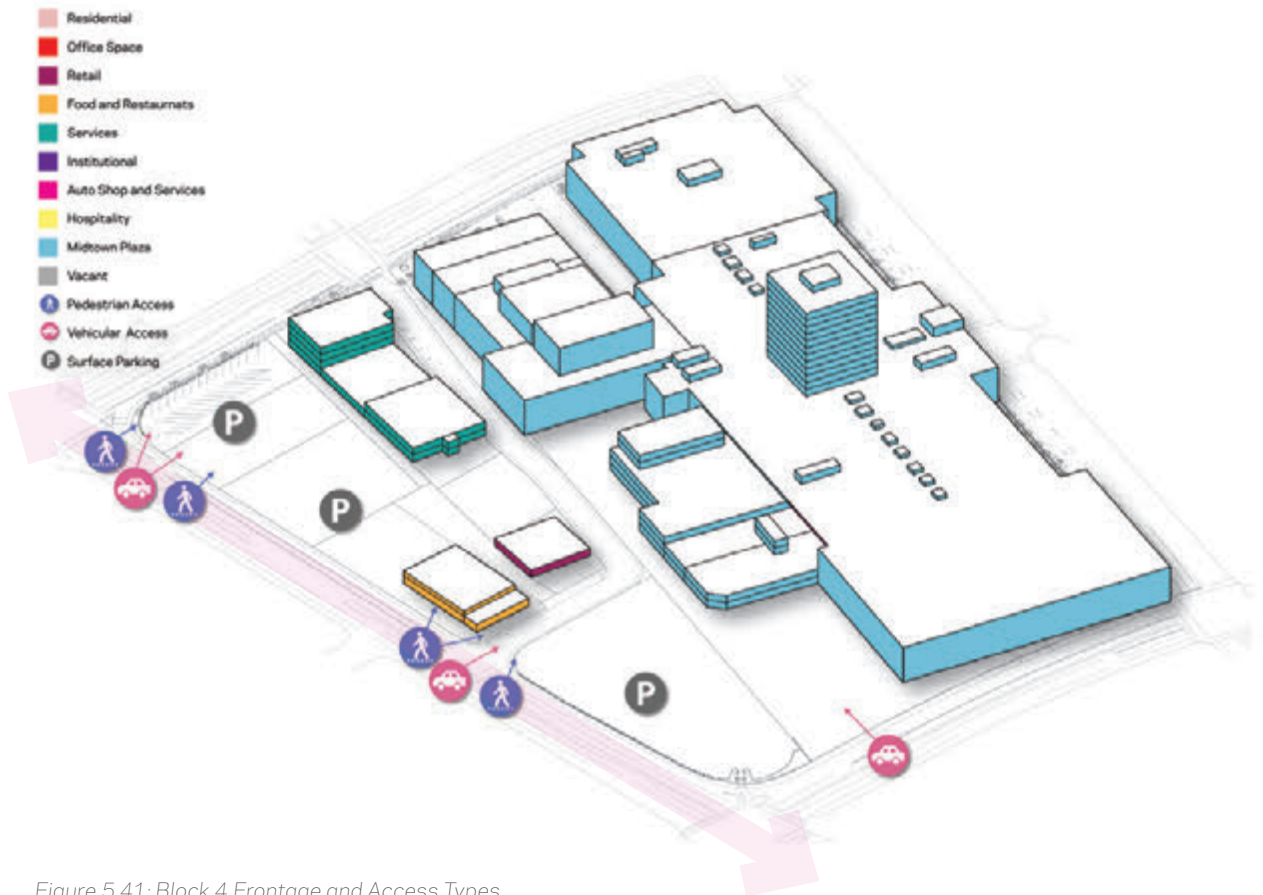 Residential
Office Space
Retail
Food and Restaurnats
Services
Institutional
Auto Shop and Services
Hospitality
Midtown Plaza
Vacant
Pedestrian Access
Vehicular Access
P Surface Parking
P
P
P
Figure 5.41: Block 4 Frontage and Access Types